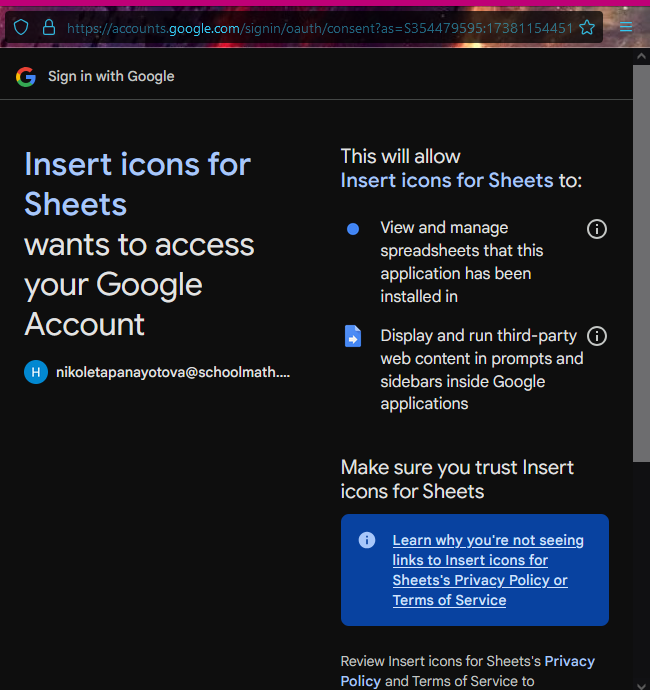 https://accounts.google.com/signin/oauth/consent?as=S354479595:17381154451
Sign in with Google
Insert icons for
Sheets
wants to access
your Google
Account
H nikoletapanayotova@schoolmath....
This will allow
Insert icons for Sheets to:
View and manage
spreadsheets that this
application has been
installed in
Display and run third-party
web content in prompts and
sidebars inside Google
applications
Make sure you trust Insert
icons for Sheets
Learn why you're not seeing
links to Insert icons for
Sheets's Privacy Policy or
Terms of Service
Review Insert icons for Sheets's Privacy
Policy and Terms of Service to